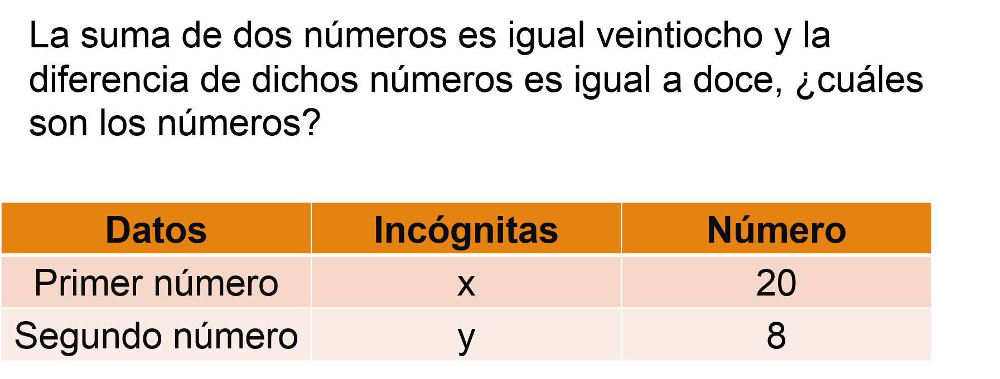 La suma de dos números es igual veintiocho y la
diferencia de dichos números es igual a doce, ¿cuáles
son los números?
Datos Incógnitas Número
Primer número x 20
Segundo número y 8